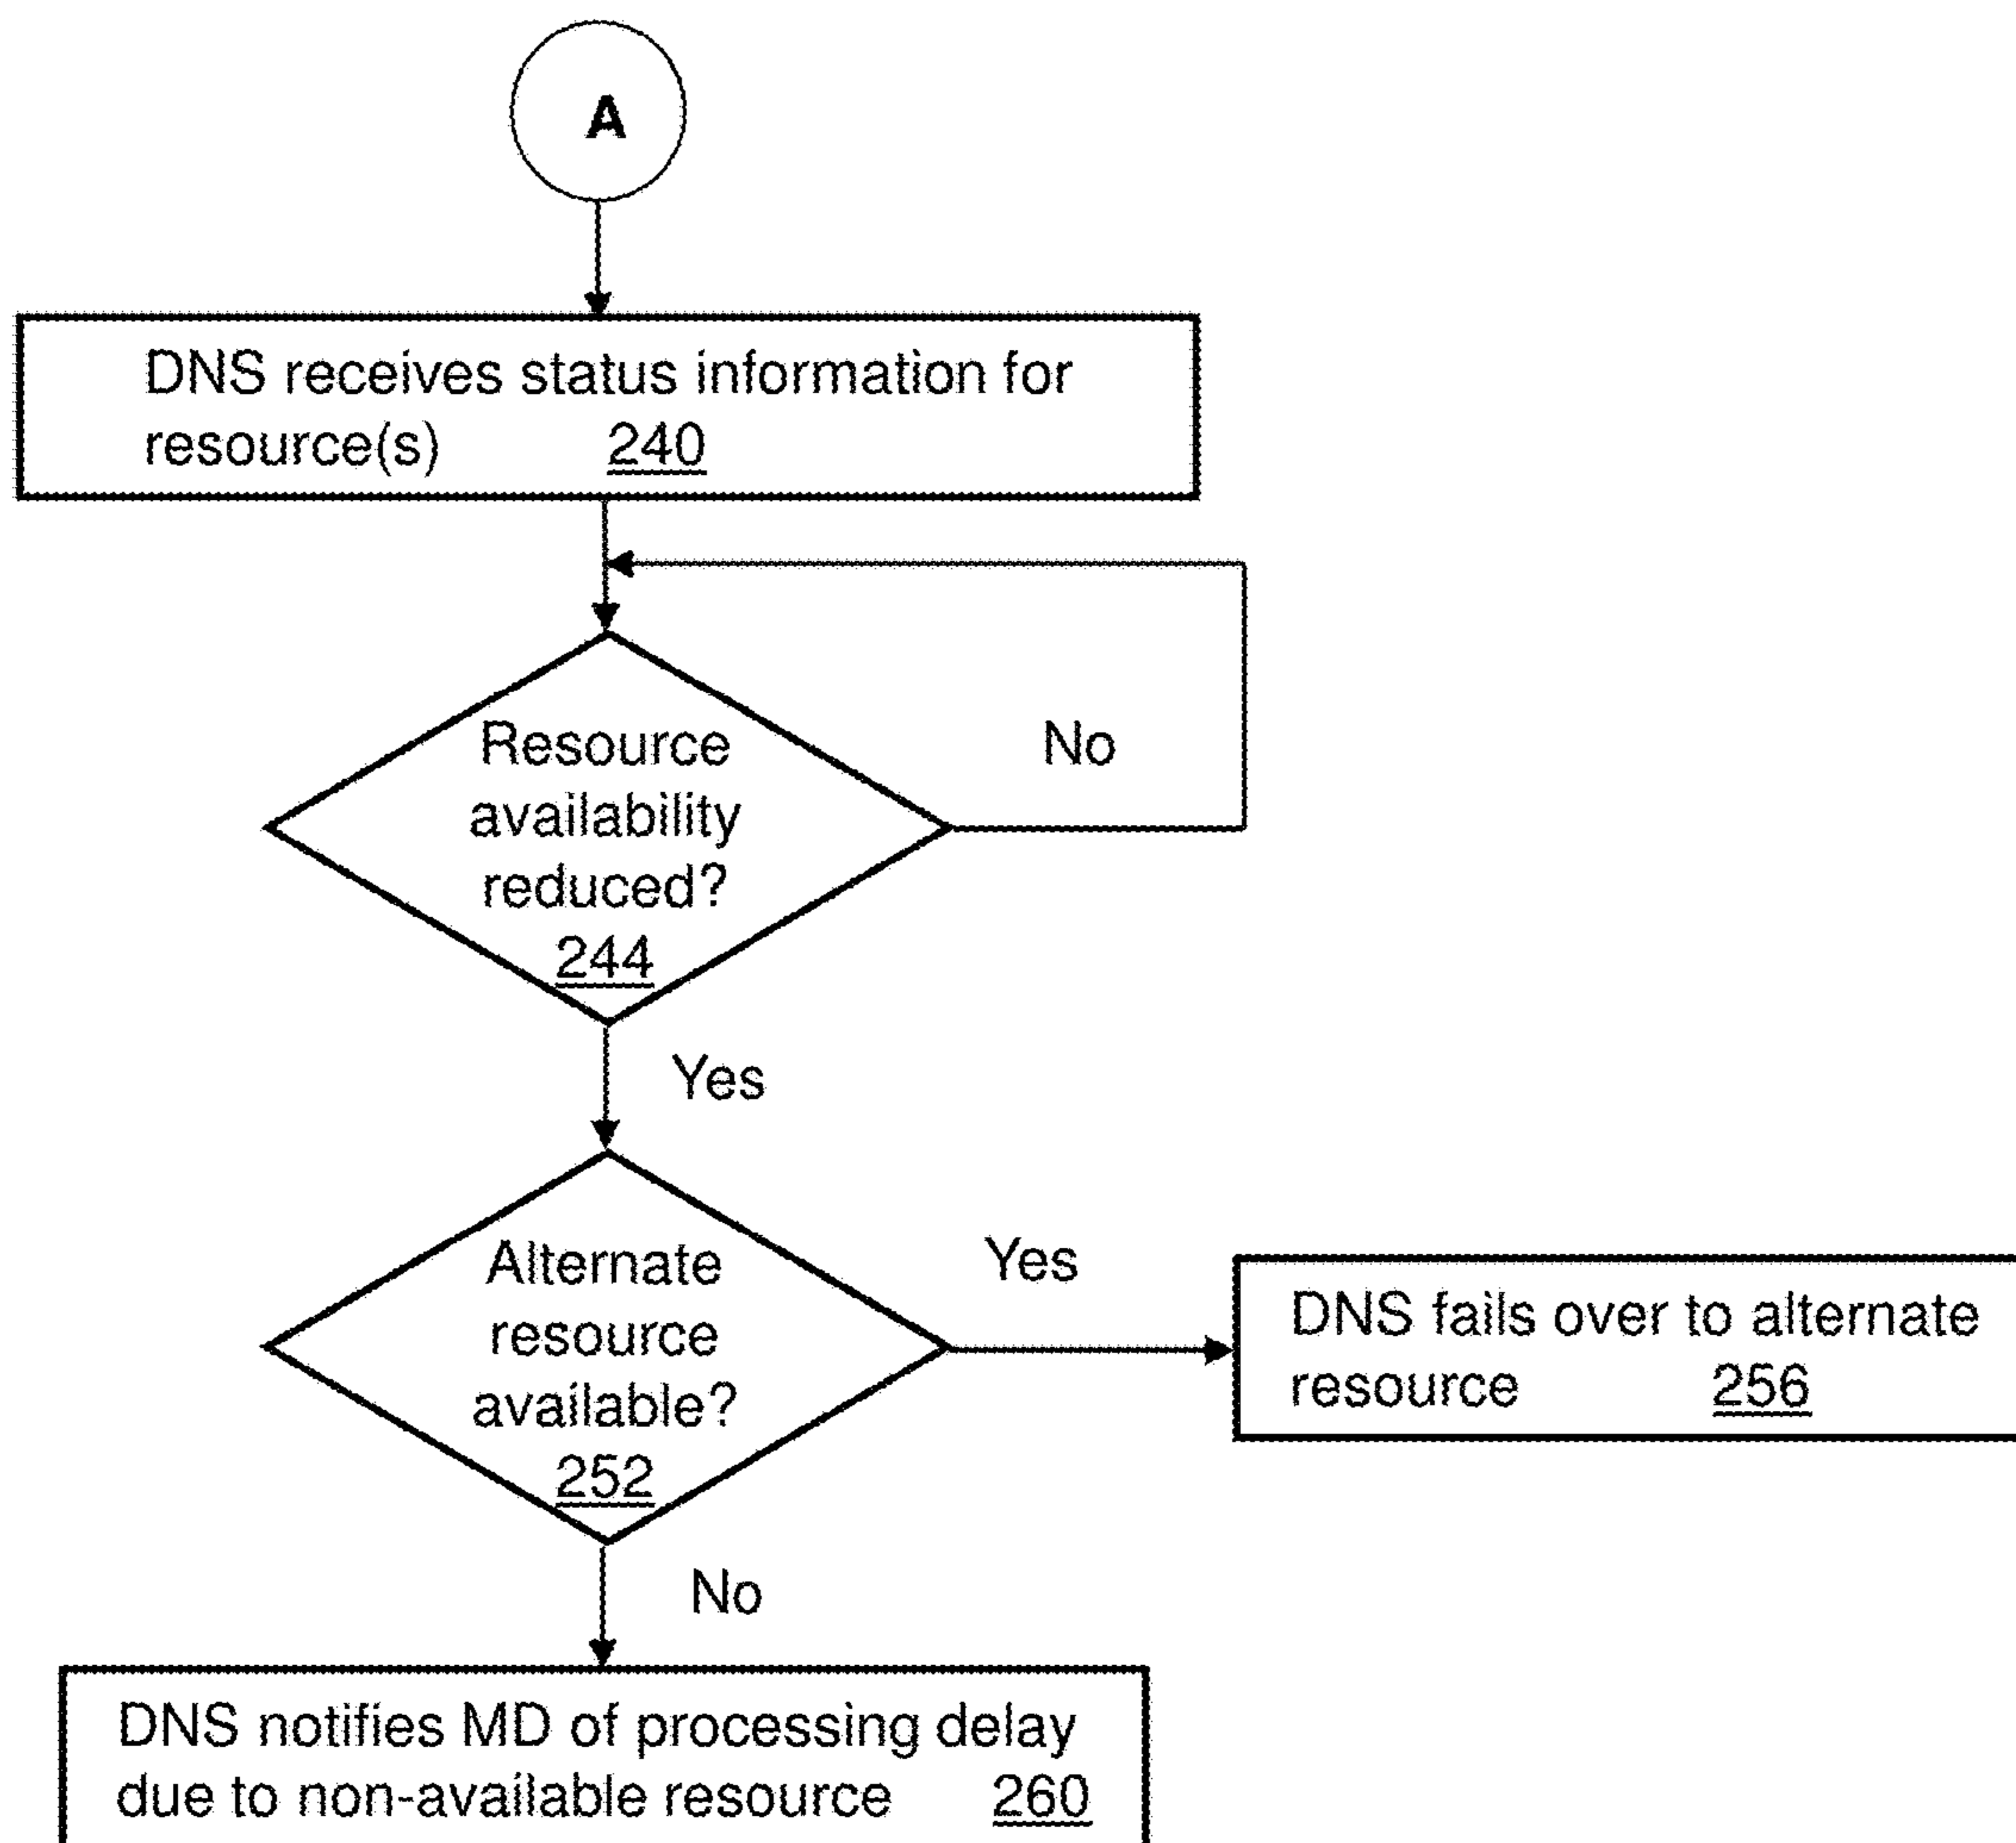 A
DNS receives status information for
resource(s) 240
Resource
availability
reduced?
244
No
Yes
Alternate
resource
available?
252
Yes
DNS fails over to alternate
resource 256
No
DNS notifies MD of processing delay
due to non-available resource 260